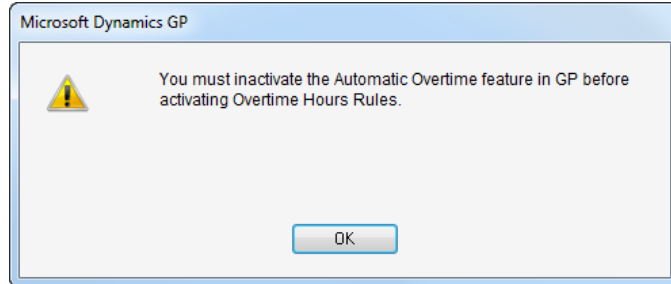 Microsoft Dynamics GP
You must inactivate the Automatic Overtime feature in GP before
activating Overtime Hours Rules.
OK